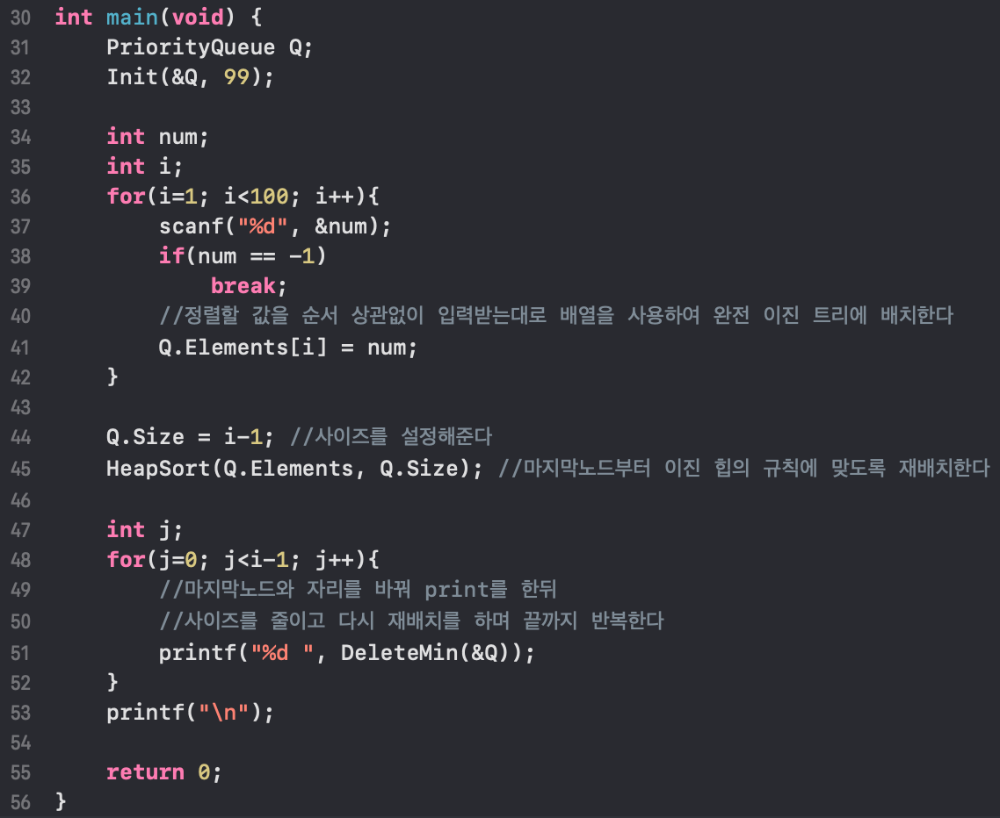 30 int main(void) {
31     PriorityQueue Q;
32     Init(&Q, 99);
33
34     int num;
35     int i;
36     for(i=1; i<100; i++){
37         scanf("%d", &num);
38         if(num == -1)
39             break;
40         //정렬할 값을 순서 상관없이 입력받는대로 배열을 사용하여 완전 이진 트리에 배치한다
41         Q.Elements[i] = num;
42     }
43
44     Q.Size = i-1; //사이즈를 설정해준다
45     HeapSort(Q.Elements, Q.Size); //마지막노드부터 이진 힙의 규칙에 맞도록 재배치한다
46
47     int j;
48     for(j=0; j<i-1; j++){
49         //마지막노드와 자리를 바꿔 print를 한뒤
50         //사이즈를 줄이고 다시 재배치를 하며 끝까지 반복한다
51         printf("%d ", DeleteMin(&Q));
52     }
53     printf("\n");
54
55     return 0;
56 }